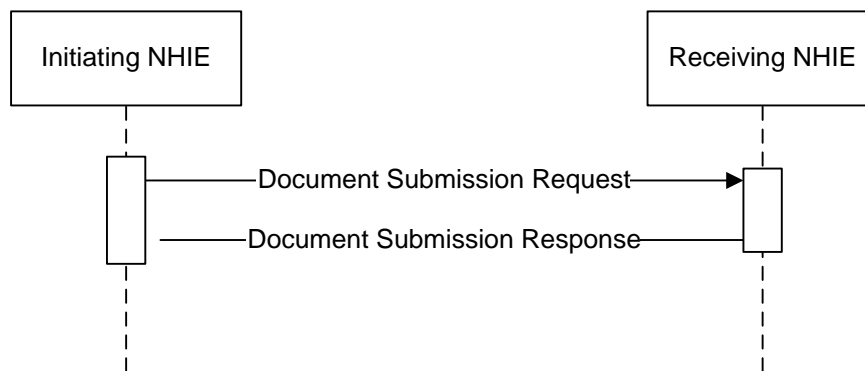 Initiating NHIE
Receiving NHIE
Document Submission Request
Document Submission Response